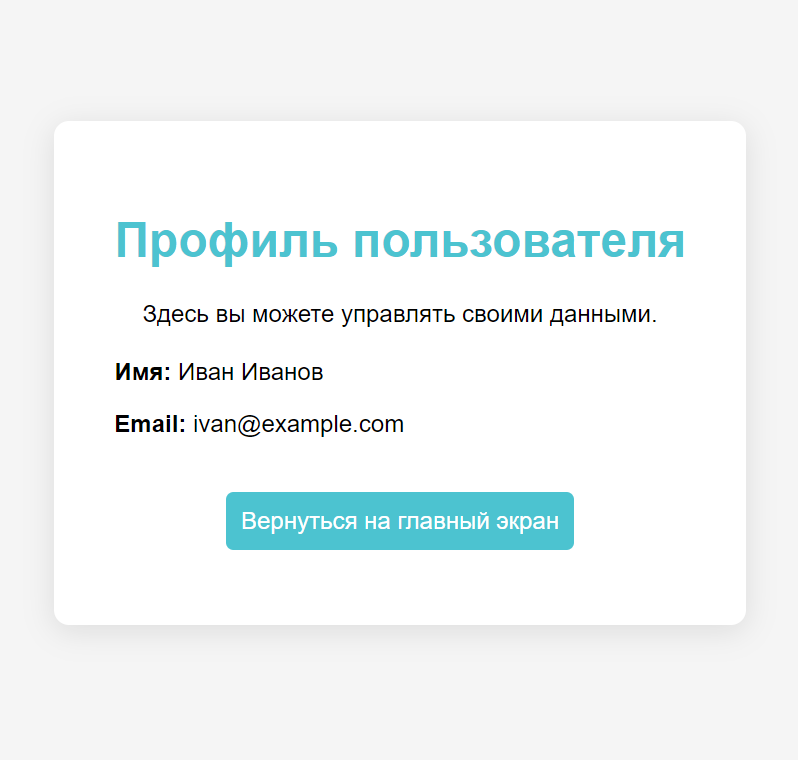 Профиль пользователя
Здесь вы можете управлять своими данными.
Имя: Иван Иванов
Email: ivan@example.com
Вернуться на главный экран